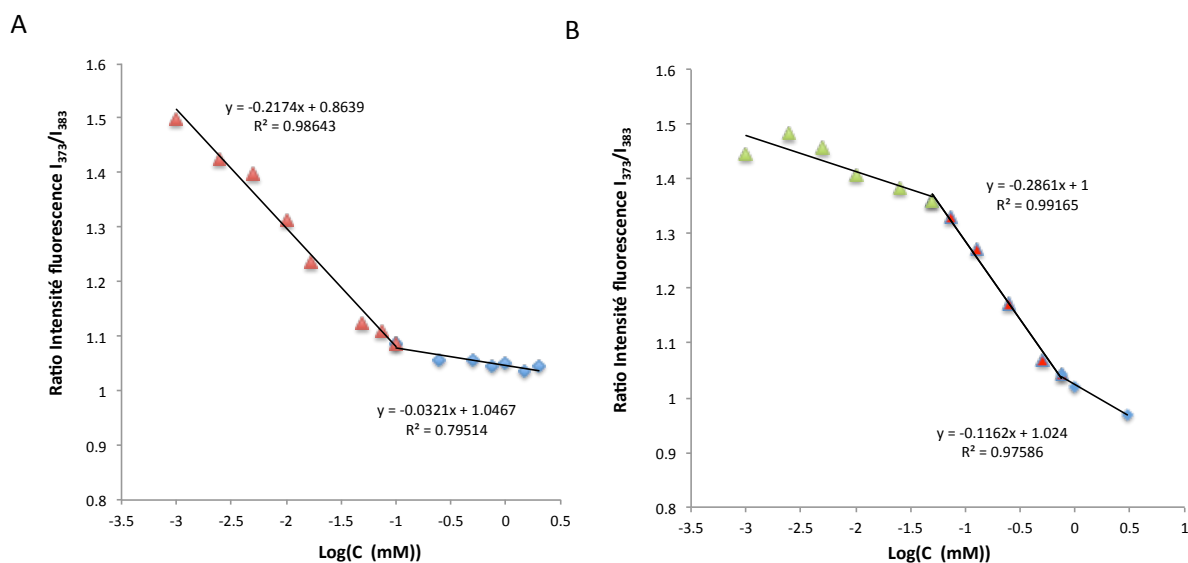 A
1.6
1.5
1.4
1.3
1.2
1.1
1
0.9
0.8
-3.5 -3 -2.5 -2 -1.5 -1 -0.5 0 0.5
Ratio Intensité fluorescence I373/I383
Log(C (mM))
y = -0.2174x + 0.8639
R² = 0.98643
y = -0.0321x + 1.0467
R² = 0.79514
B
1.6
1.5
1.4
1.3
1.2
1.1
1
0.9
0.8
-3.5 -3 -2.5 -2 -1.5 -1 -0.5 0 0.5 1
Ratio Intensité fluorescence I373/I383
Log(C (mM))
y = -0.2861x + 1
R² = 0.99165
y = -0.1162x + 1.024
R² = 0.97586